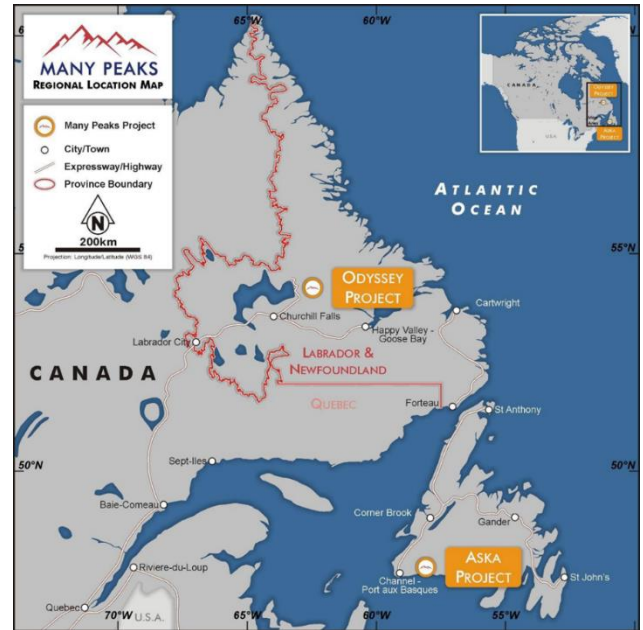 65°W
60°W
60°N
MANY PEAKS
REGIONAL LOCATION MAP
Many Peaks Project
City/Town
Expressway/Highway
Province Boundary
N
200km
Projection: Longitude/Latitude (WGS 84)
CANADA
USA
ODYSSEY
PROJECT
ASKA
PROJECT
ATLANTIC
OCEAN
55°N
55°N
ODYSSEY
PROJECT
Cartwright
Churchill Falls
Happy Valley -
Goose Bay
Labrador City
LABRADOR &
NEWFOUNDLAND
CANADA
QUEBEC
Forteau
St Anthony
Sept-Iles
50°N
50°N
Baie-Comeau
Corner Brook
Gander
Riviere-du-Loup
Channel -
Port aux Basques
ASKA
PROJECT
St John's
Quebec
70°W
U.S.A.
65°W
60°W
55°W